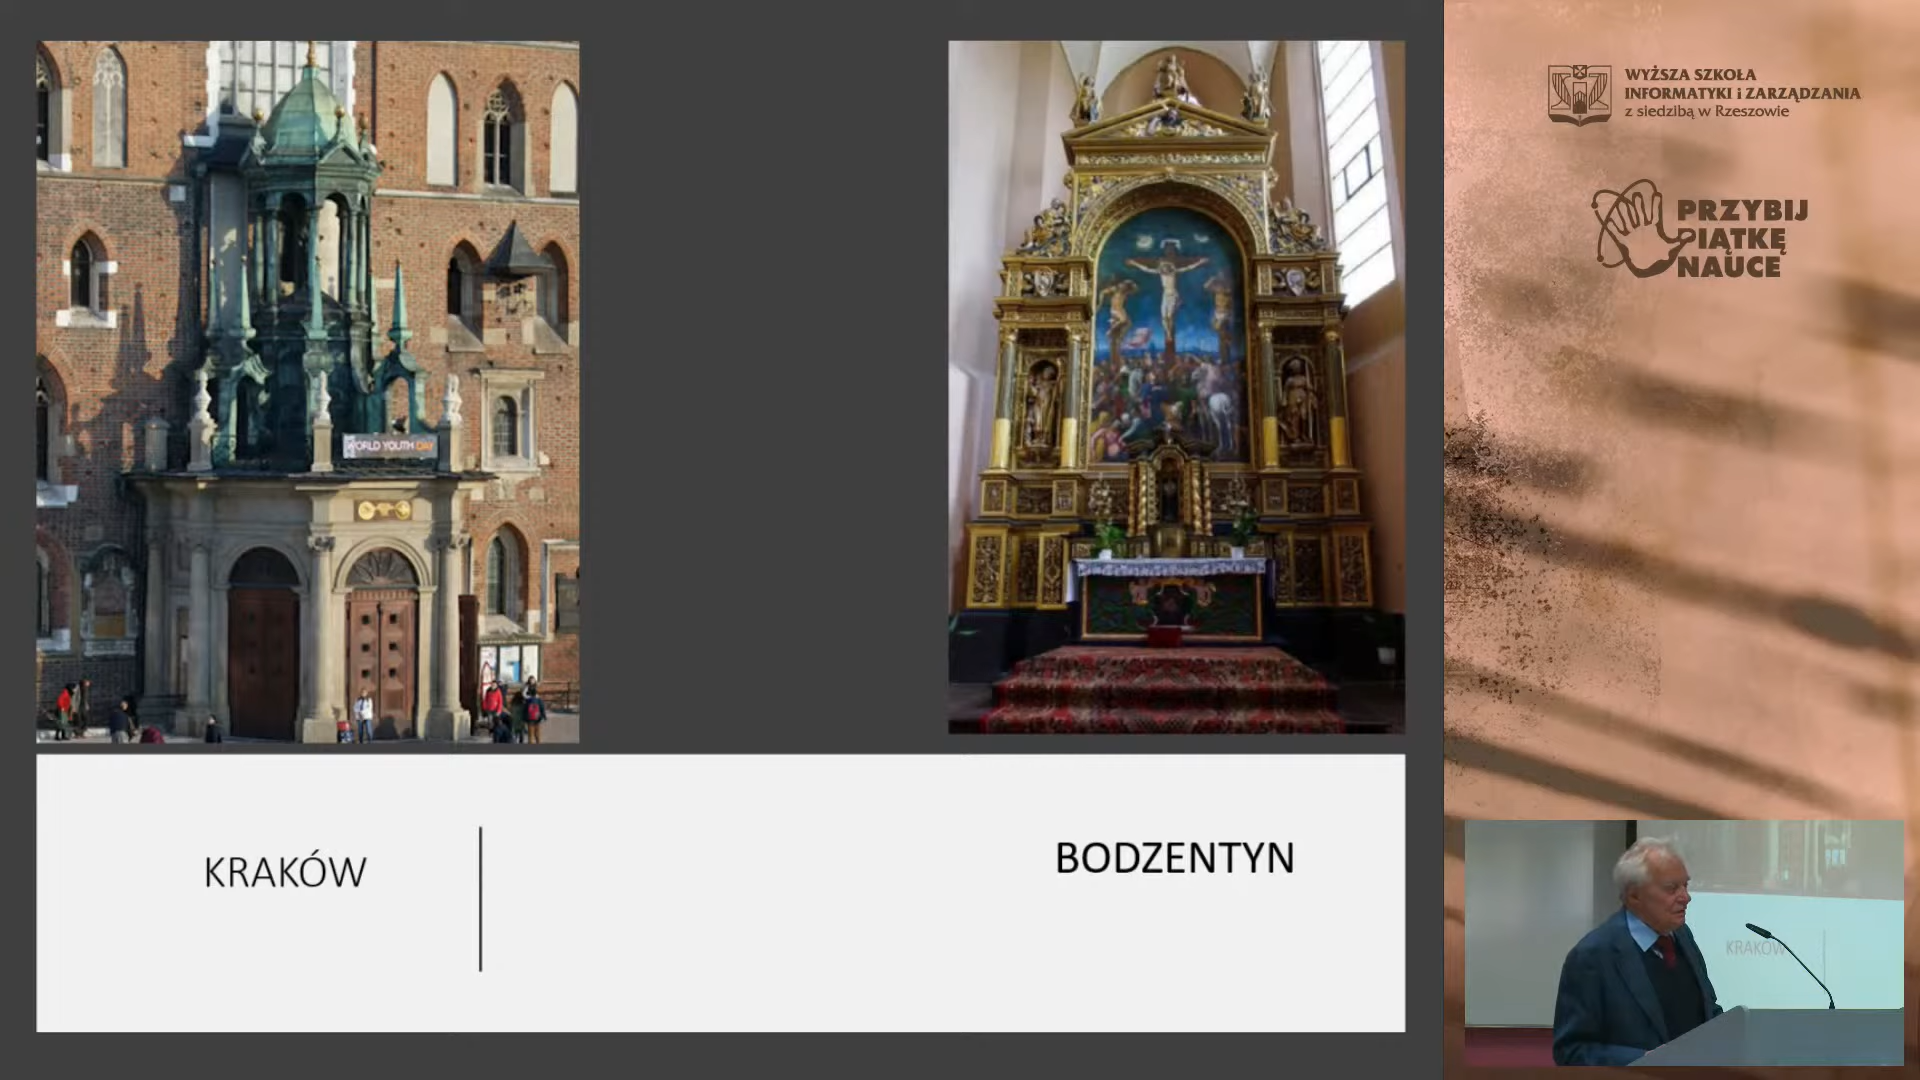 WORLD YOUTH DAY
KRAKÓW
BODZENTYN
WYŻSZA SZKOŁA
INFORMATYKI i ZARZĄDZANIA
z siedzibą w Rzeszowie
PRZYBIJ
PIĄTKĘ
NAUCE
KRAKÓW